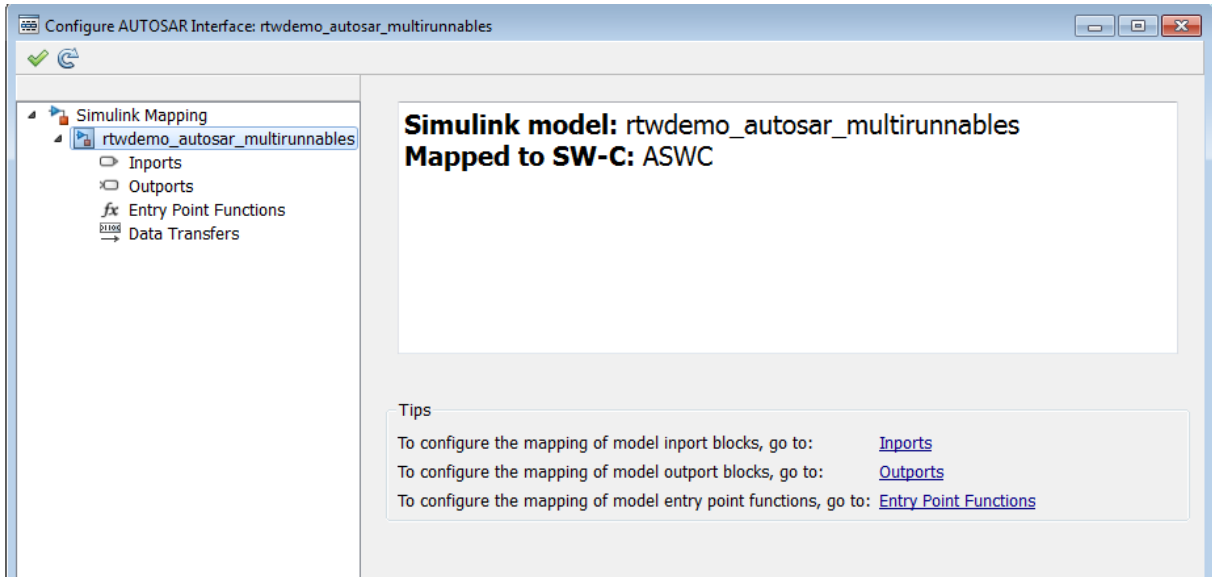 Configure AUTOSAR Interface: rtwdemo_autosar_multirunnables
Simulink Mapping
rtwdemo_autosar_multirunnables
Inports
Outports
fx Entry Point Functions
Data Transfers
Simulink model: rtwdemo_autosar_multirunnables
Mapped to SW-C: ASWC
Tips
To configure the mapping of model inport blocks, go to: Inports
To configure the mapping of model outport blocks, go to: Outports
To configure the mapping of model entry point functions, go to: Entry Point Functions